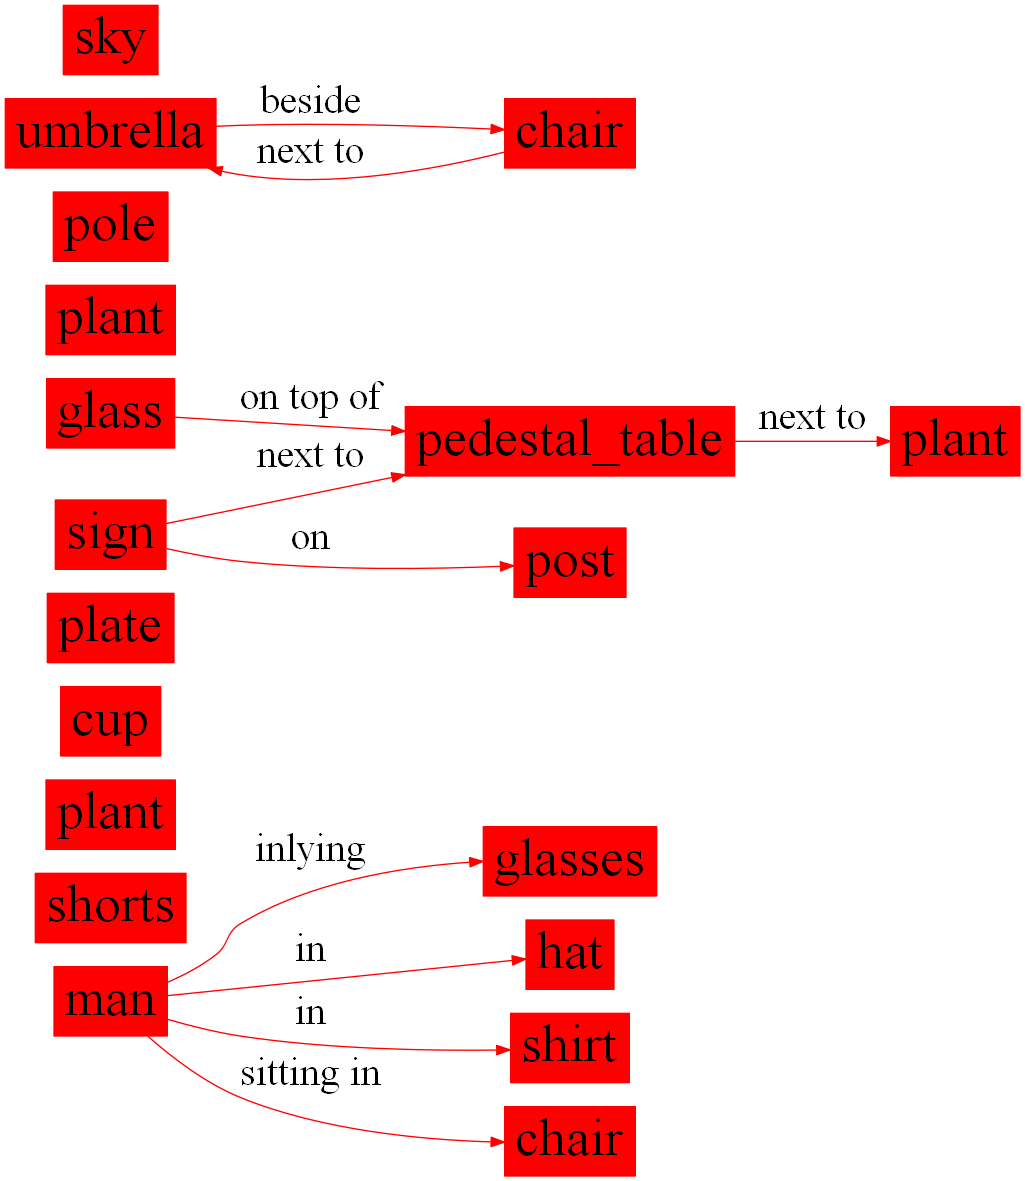 sky
umbrella
beside
next to
chair
pole
plant
glass
on top of
next to
pedestal_table
next to
plant
sign
on
post
plate
cup
plant
shorts
man
inlying
glasses
in
hat
in
shirt
sitting in
chair